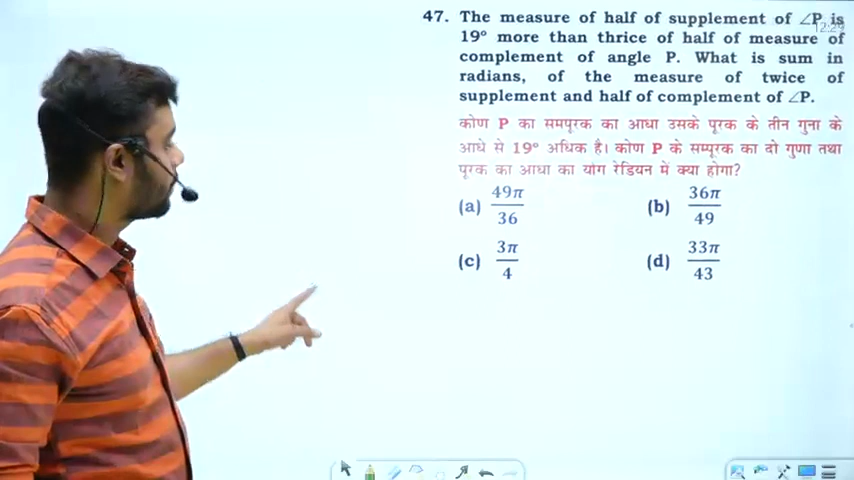 47. The measure of half of supplement of ∠P is
12:29
19° more than thrice of half of measure of
complement of angle P. What is sum in
radians, of the measure of twice of
supplement and half of complement of ∠P.
कोण P का समपूरक का आधा उसके पूरक के तीन गुना के
आधे से 19° अधिक है। कोण P के सम्पूरक का दो गुणा तथा
पूरक का आधा का योग रेडियन में क्या होगा?
(a) 49π/36 (b) 36π/49
(c) 3π/4 (d) 33π/43